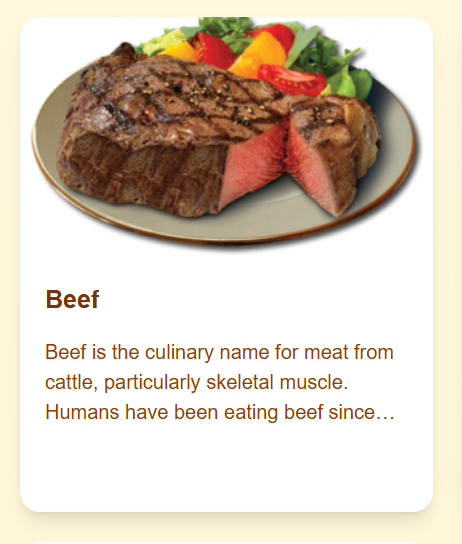 Beef
Beef is the culinary name for meat from
cattle, particularly skeletal muscle.
Humans have been eating beef since…